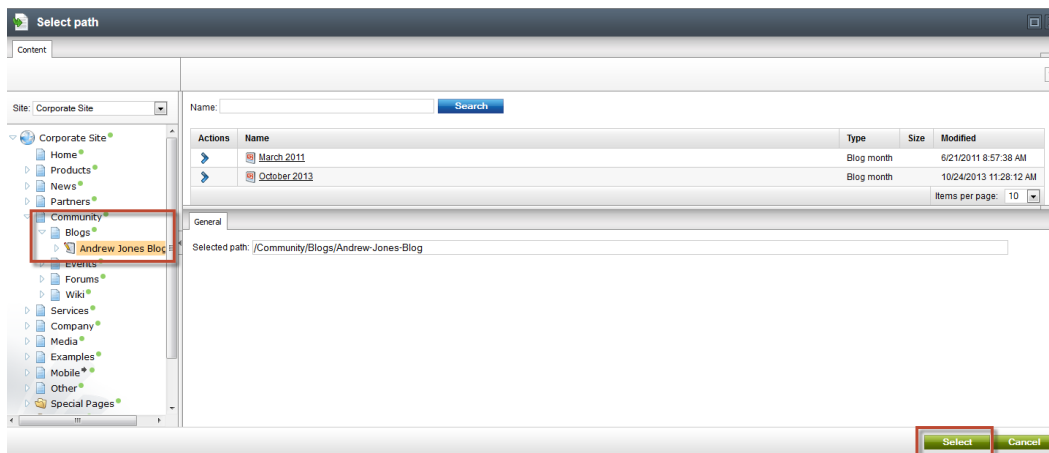 Select path
Content
Site: Corporate Site
Corporate Site
Home
Products
News
Partners
Community
Blogs
Andrew Jones Blog
Events
Forums
Wiki
Services
Company
Media
Examples
Mobile
Other
Special Pages
Name: Search
Actions Name Type Size Modified
March 2011 Blog month 6/21/2011 8:57:38 AM
October 2013 Blog month 10/24/2013 11:28:12 AM
Items per page: 10
General
Selected path: /Community/Blogs/Andrew-Jones-Blog
Select Cancel